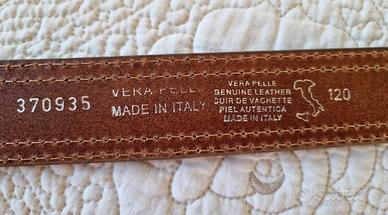 370935
VERA PELLE
MADE IN ITALY
VERA PELLE
GENUINE LEATHER
CUIR DE VACHETTE
PIEL AUTENTICA
MADE IN ITALY
120
subito